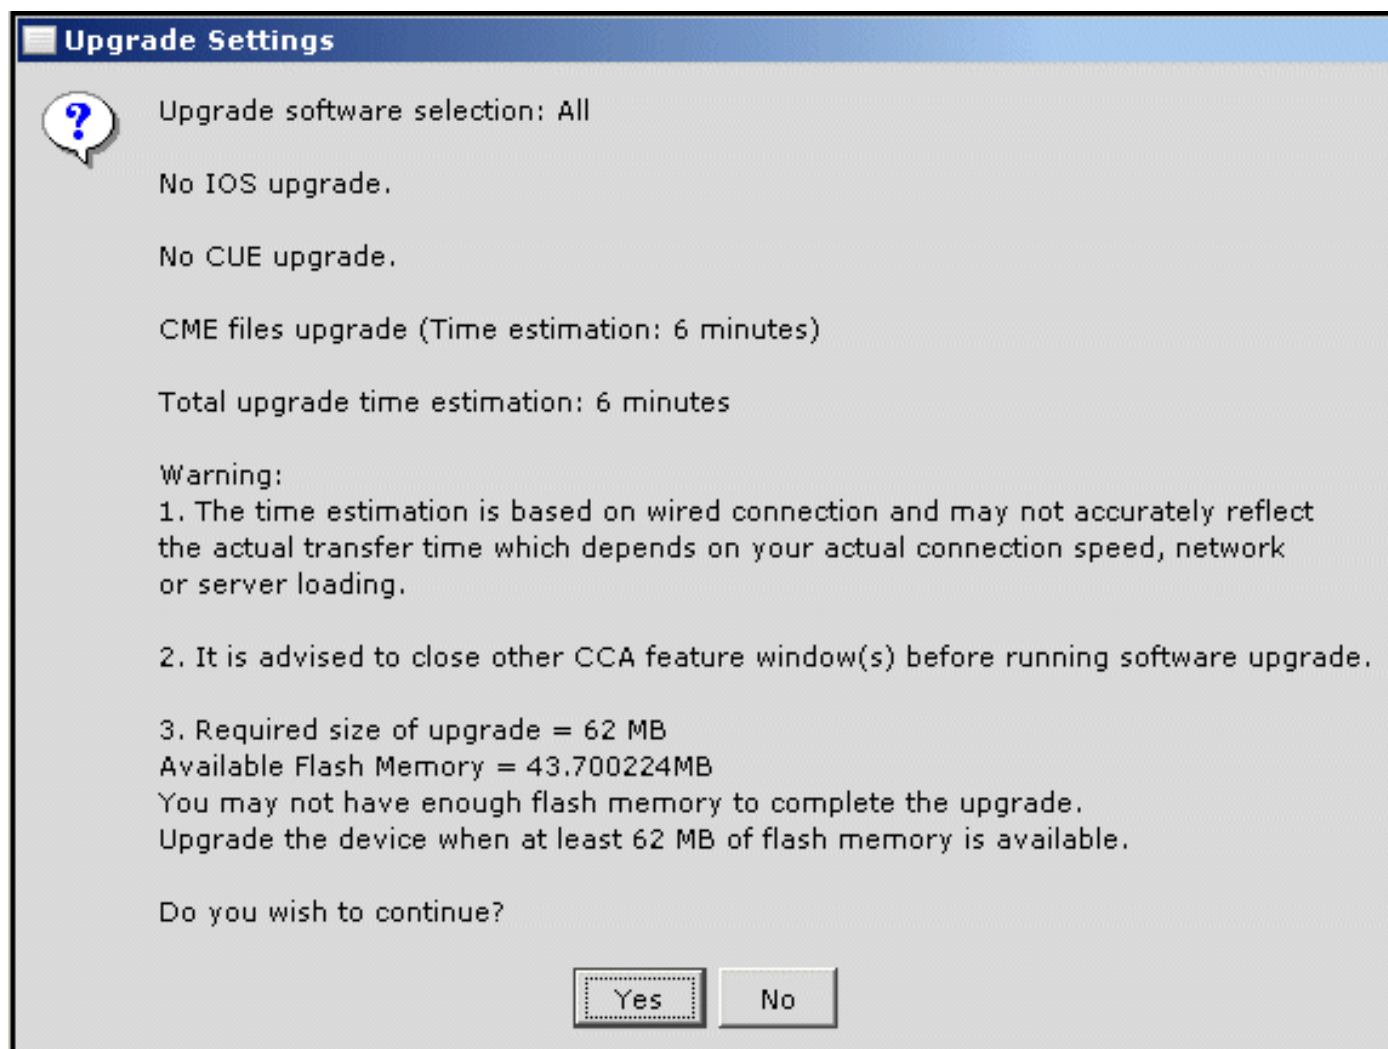 Upgrade Settings
?
Upgrade software selection: All
No IOS upgrade.
No CUE upgrade.
CME files upgrade (Time estimation: 6 minutes)
Total upgrade time estimation: 6 minutes
Warning:
1. The time estimation is based on wired connection and may not accurately reflect
the actual transfer time which depends on your actual connection speed, network
or server loading.
2. It is advised to close other CCA feature window(s) before running software upgrade.
3. Required size of upgrade = 62 MB
Available Flash Memory = 43.700224MB
You may not have enough flash memory to complete the upgrade.
Upgrade the device when at least 62 MB of flash memory is available.
Do you wish to continue?
Yes
No